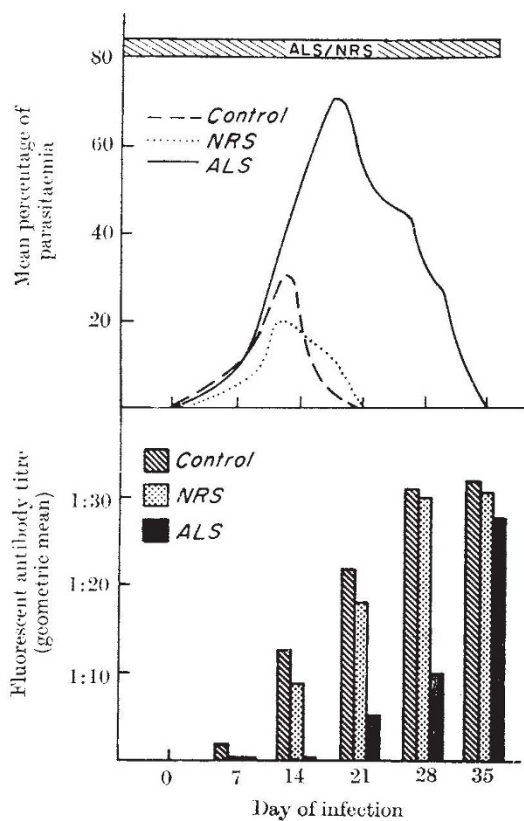 ALS/NRS
80
60
40
20
Mean percentage of
parasitaemia
Control
NRS
ALS
Control
NRS
ALS
1:30
1:20
1:10
Fluorescent antibody titre
(geometric mean)
0 7 14 21 28 35
Day of infection